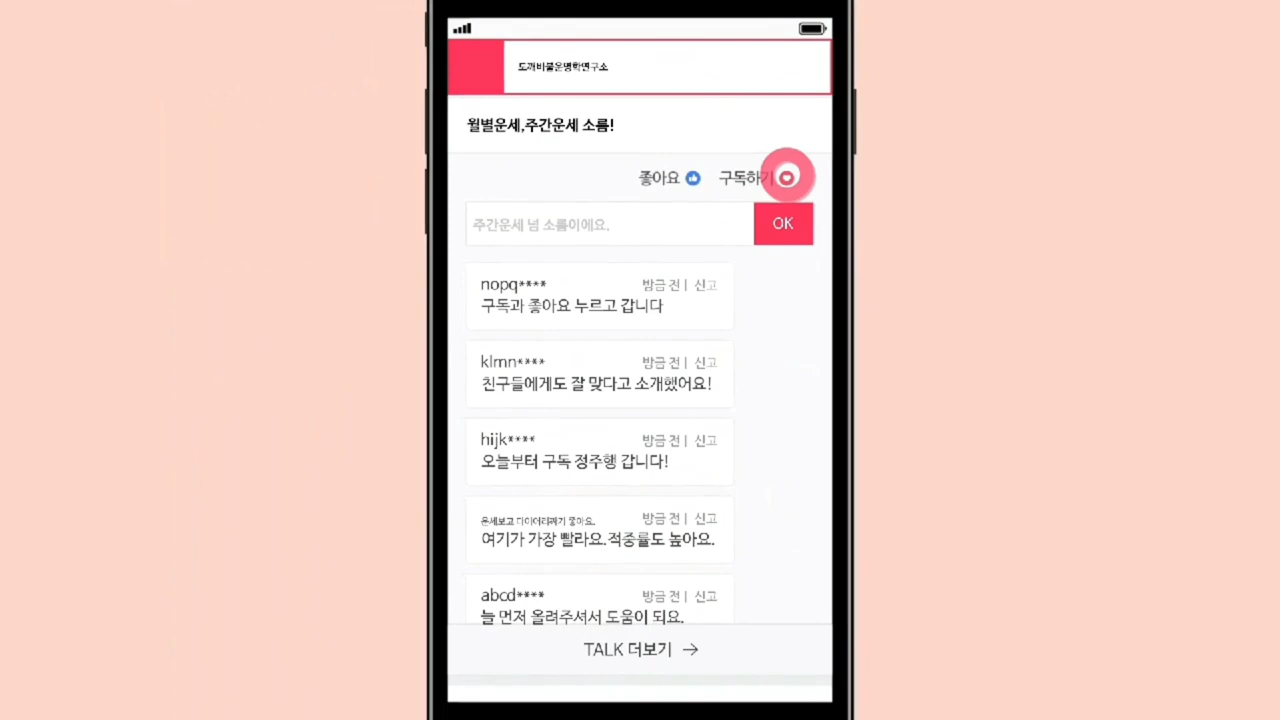 도깨비불운명학연구소
월별운세,주간운세 소름!
좋아요 구독하기
주간운세 넘 소름이에요. OK
nopq**** 방금 전 | 신고
구독과 좋아요 누르고 갑니다
klmn**** 방금 전 | 신고
친구들에게도 잘 맞다고 소개했어요!
hijk**** 방금 전 | 신고
오늘부터 구독 정주행 갑니다!
운세보고 다이어리짜기 좋아요. 방금 전 | 신고
여기가 가장 빨라요.적중률도 높아요.
abcd**** 방금 전 | 신고
늘 먼저 올려주셔서 도움이 되요.
TALK 더보기 →